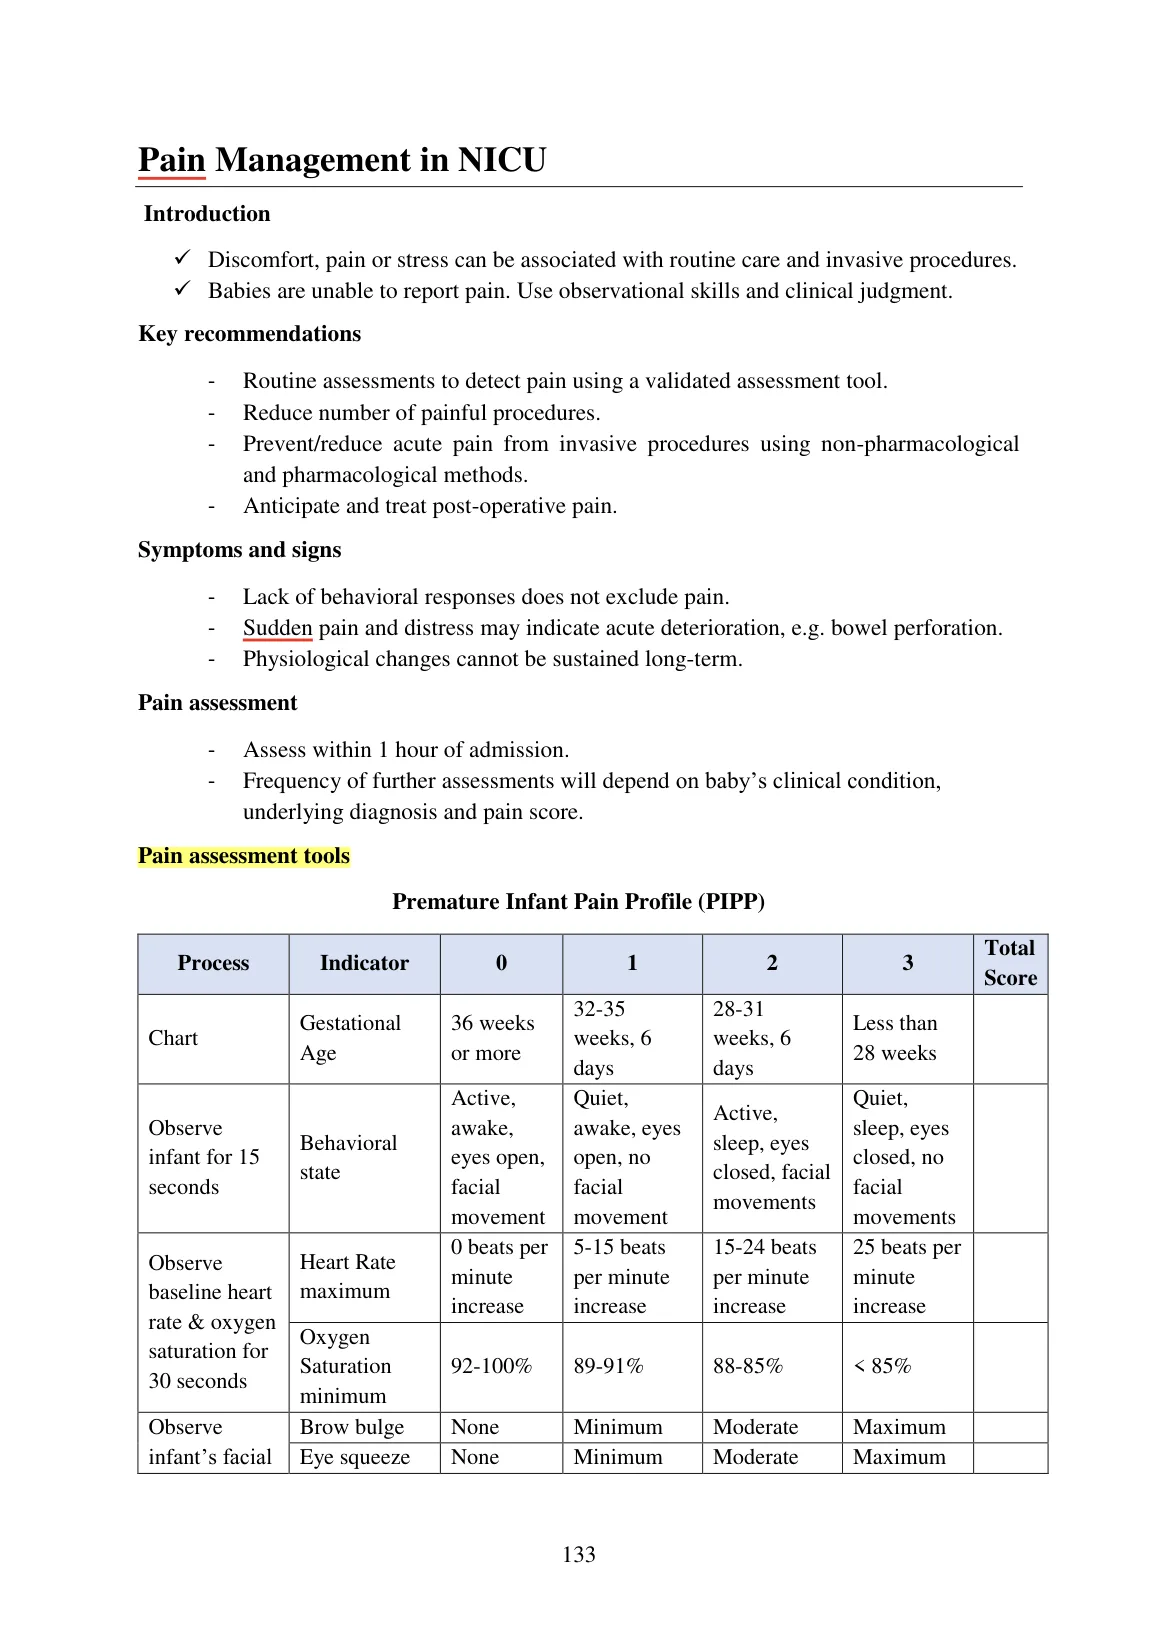 Pain Management in NICU
Introduction
✓ Discomfort, pain or stress can be associated with routine care and invasive procedures.
✓ Babies are unable to report pain. Use observational skills and clinical judgment.
Key recommendations
- Routine assessments to detect pain using a validated assessment tool.
- Reduce number of painful procedures.
- Prevent/reduce acute pain from invasive procedures using non-pharmacological
and pharmacological methods.
- Anticipate and treat post-operative pain.
Symptoms and signs
- Lack of behavioral responses does not exclude pain.
- Sudden pain and distress may indicate acute deterioration, e.g. bowel perforation.
- Physiological changes cannot be sustained long-term.
Pain assessment
- Assess within 1 hour of admission.
- Frequency of further assessments will depend on baby’s clinical condition,
underlying diagnosis and pain score.
Pain assessment tools
Premature Infant Pain Profile (PIPP)
Process
Indicator
0
1
2
3
Total
Score
Chart
Gestational
Age
36 weeks
or more
32-35
weeks, 6
days
28-31
weeks, 6
days
Less than
28 weeks
Observe
infant for 15
seconds
Behavioral
state
Active,
awake,
eyes open,
facial
movement
Quiet,
awake, eyes
open, no
facial
movement
Active,
sleep, eyes
closed, facial
movements
Quiet,
sleep, eyes
closed, no
facial
movements
Observe
baseline heart
rate & oxygen
saturation for
30 seconds
Heart Rate
maximum
0 beats per
minute
increase
5-15 beats
per minute
increase
15-24 beats
per minute
increase
25 beats per
minute
increase
Oxygen
Saturation
minimum
92-100%
89-91%
88-85%
< 85%
Observe
infant’s facial
Brow bulge
None
Minimum
Moderate
Maximum
Eye squeeze
None
Minimum
Moderate
Maximum
133